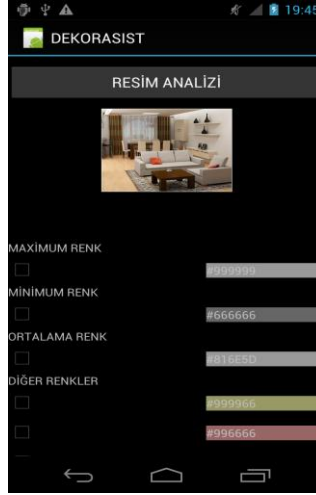 19:45
DEKORASIST
RESİM ANALİZİ
MAXİMUM RENK
#999999
MİNİMUM RENK
#666666
ORTALAMA RENK
#816E5D
DİĞER RENKLER
#999966
#996666